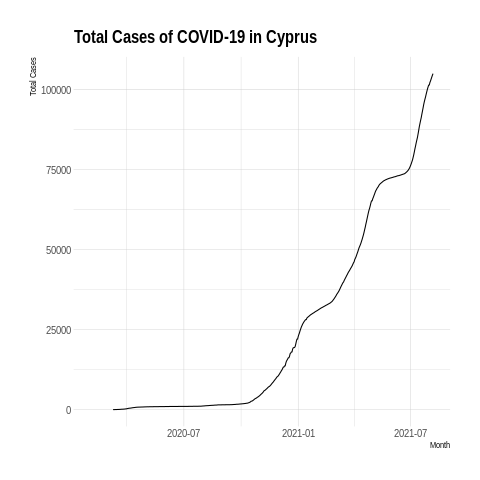 Total Cases of COVID-19 in Cyprus
Total Cases
100000
75000
50000
25000
0
2020-07
2021-01
2021-07
Month